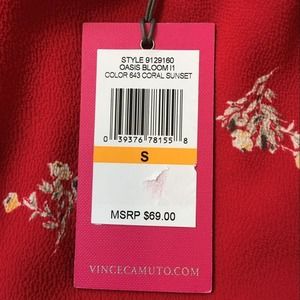 STYLE 9129160
OASIS BLOOM I1
COLOR 643 CORAL SUNSET
0 39376 78155 8
S
MSRP $69.00
VINCECAMUTO.COM